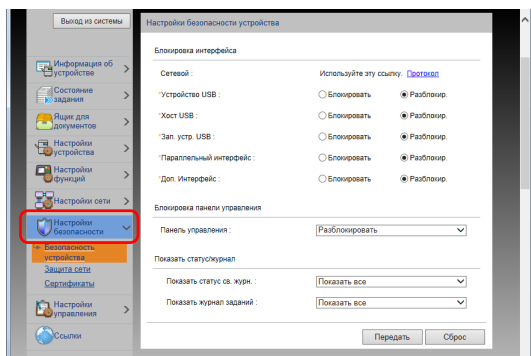 Выход из системы
Информация об
устройстве
Состояние
задания
Ящик для
документов
Настройки
устройства
Настройки
функций
Настройки сети
Настройки
безопасности
Безопасность
устройства
Защита сети
Сертификаты
Настройки
управления
Ссылки
Настройки безопасности устройства
Блокировка интерфейса
Сетевой : Используйте эту ссылку. Протокол
*Устройство USB : Блокировать Разблокир.
*Хост USB : Блокировать Разблокир.
*Зап. устр. USB : Блокировать Разблокир.
*Параллельный интерфейс : Блокировать Разблокир.
*Доп. Интерфейс : Блокировать Разблокир.
Блокировка панели управления
Панель управления : Разблокировать
Показать статус/журнал
Показать статус св. журн. : Показать все
Показать журнал заданий : Показать все
Передать Сброс